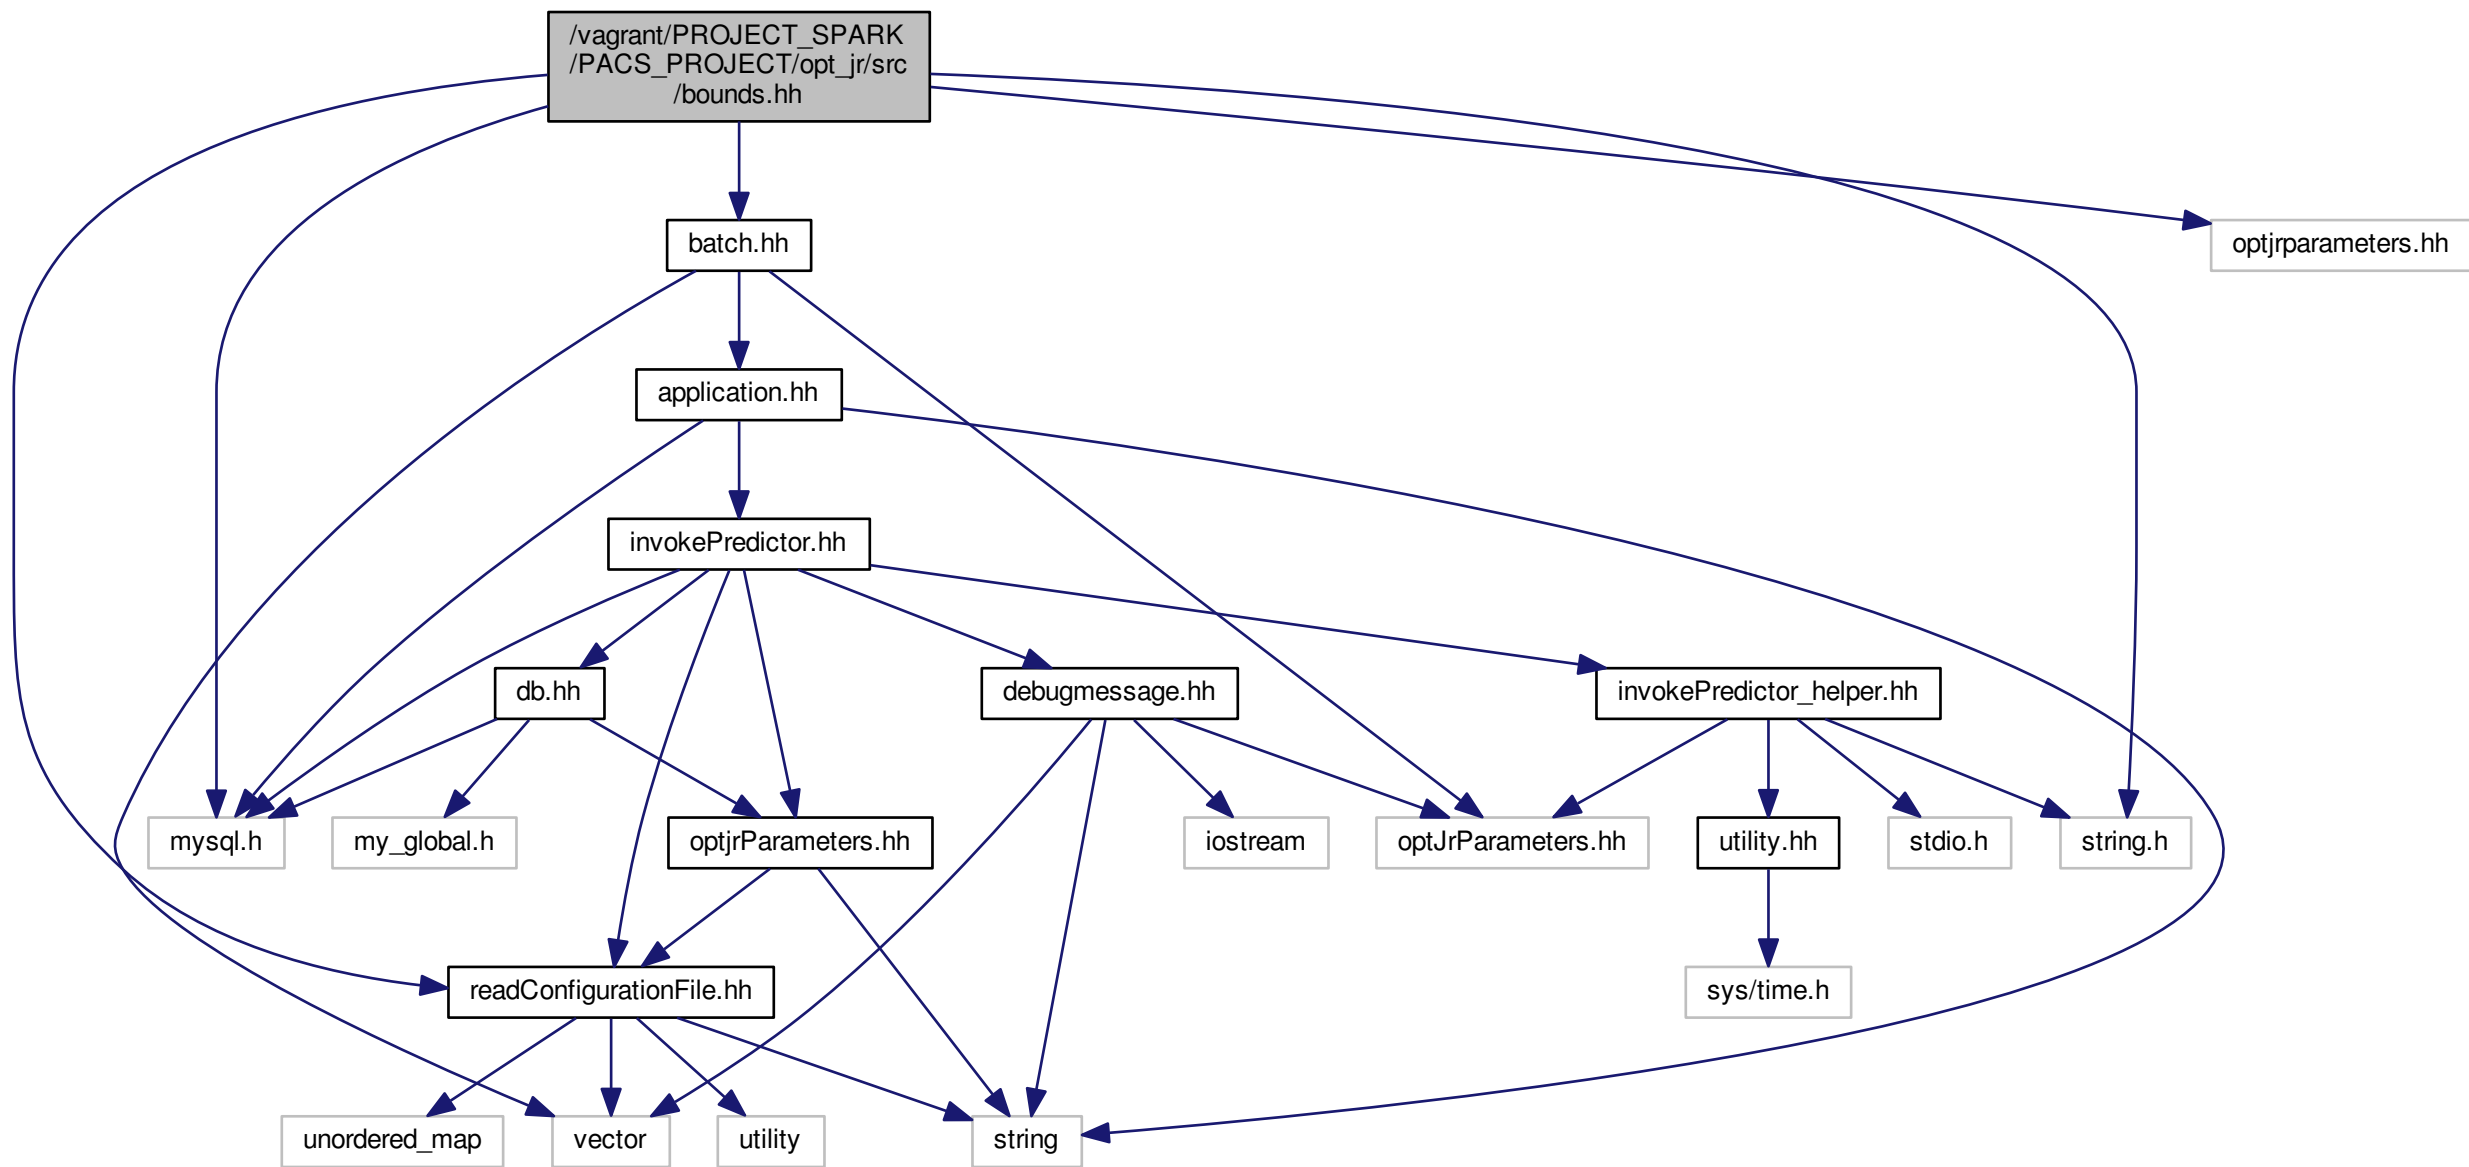 /vagrant/PROJECT_SPARK
/PACS_PROJECT/opt_jr/src
/bounds.hh
batch.hh
optjrparameters.hh
application.hh
invokePredictor.hh
db.hh
debugmessage.hh
invokePredictor_helper.hh
mysql.h
my_global.h
optjrParameters.hh
iostream
optJrParameters.hh
utility.hh
stdio.h
string.h
readConfigurationFile.hh
sys/time.h
unordered_map
vector
utility
string